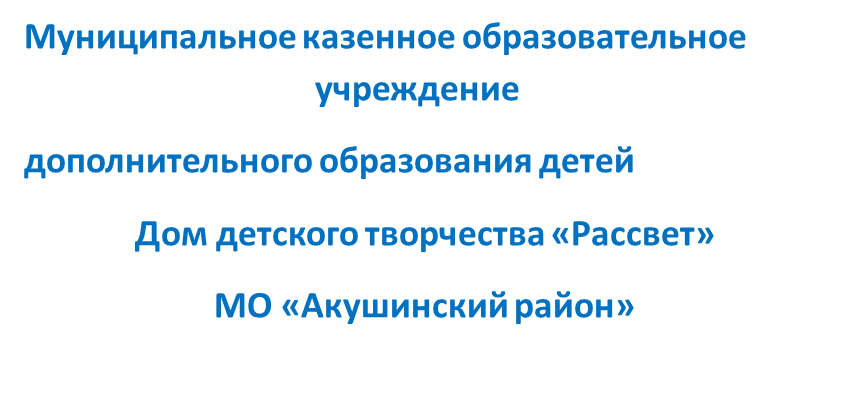 Муниципальное казенное образовательное
учреждение
дополнительного образования детей
Дом детского творчества «Рассвет»
МО «Акушинский район»